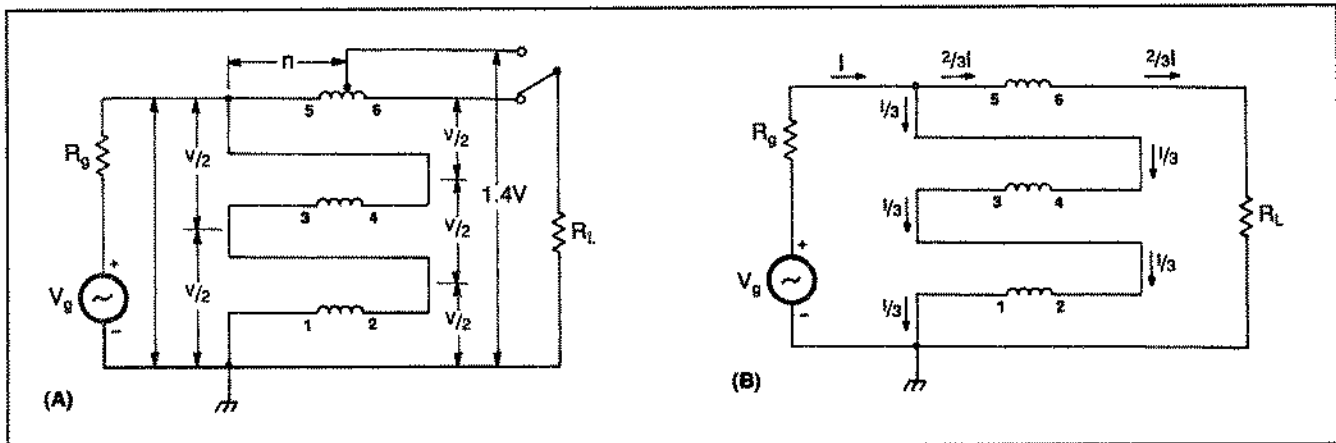 n
5 6
R_g
v/2
v/2
3 4
v/2
v/2
v/2
1.4V
R_L
V_g
+
-
1 2
(A)
I
2/3I
2/3I
5 6
I/3
R_g
I/3
I/3
3 4
R_L
I/3
V_g
+
-
I/3
1 2
(B)